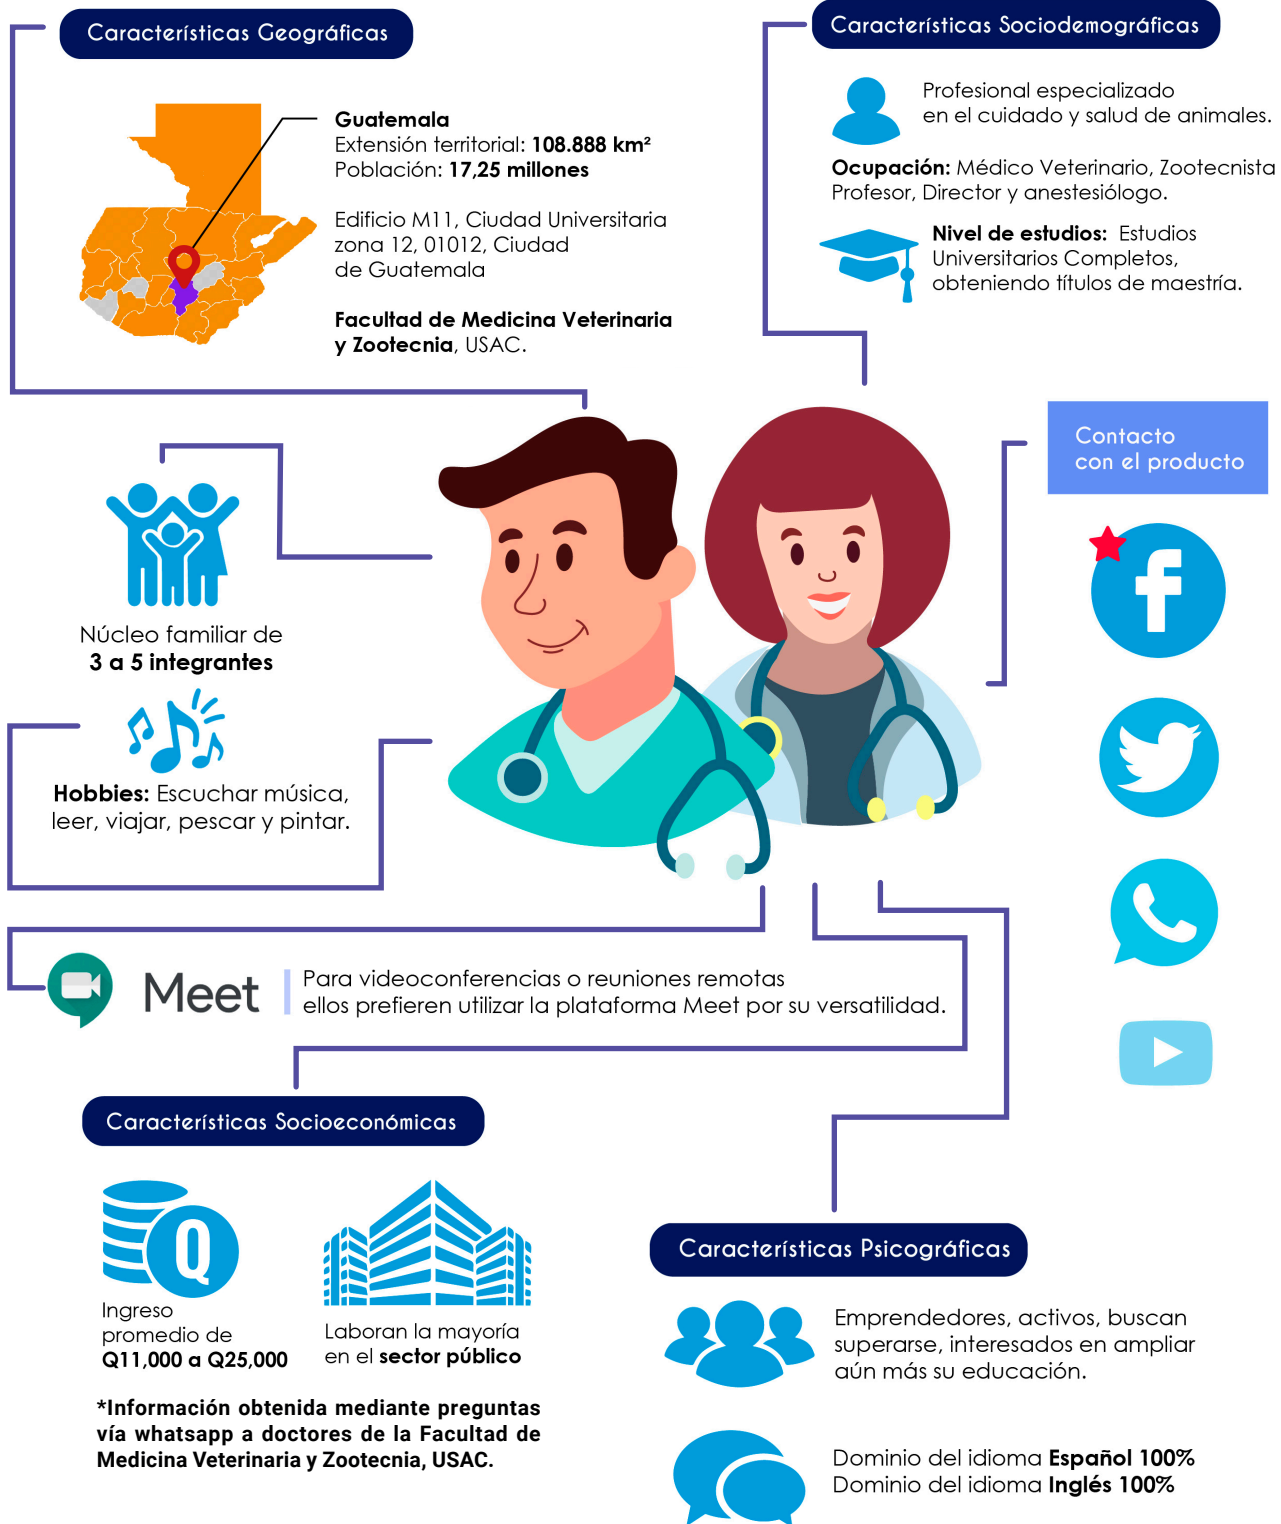 Características Geográficas
Guatemala
Extensión territorial: 108.888 km²
Población: 17,25 millones
Edificio M11, Ciudad Universitaria
zona 12, 01012, Ciudad
de Guatemala
Facultad de Medicina Veterinaria
y Zootecnia, USAC.
Características Sociodemográficas
Profesional especializado
en el cuidado y salud de animales.
Ocupación: Médico Veterinario, Zootecnista
Profesor, Director y anestesiólogo.
Nivel de estudios: Estudios
Universitarios Completos,
obteniendo títulos de maestría.
Contacto
con el producto
f
Núcleo familiar de
3 a 5 integrantes
Hobbies: Escuchar música,
leer, viajar, pescar y pintar.
Meet
Para videoconferencias o reuniones remotas
ellos prefieren utilizar la plataforma Meet por su versatilidad.
Características Socioeconómicas
Q
Ingreso
promedio de
Q11,000 a Q25,000
Laboran la mayoría
en el sector público
*Información obtenida mediante preguntas
vía whatsapp a doctores de la Facultad de
Medicina Veterinaria y Zootecnia, USAC.
Características Psicográficas
Emprendedores, activos, buscan
superarse, interesados en ampliar
aún más su educación.
Dominio del idioma Español 100%
Dominio del idioma Inglés 100%